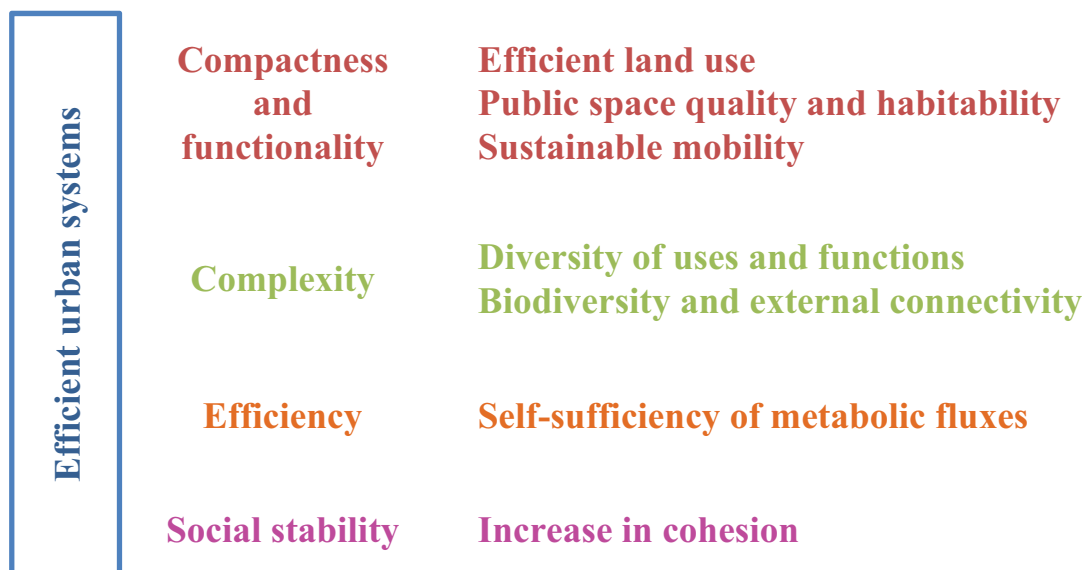 Efficient urban systems
Compactness
and
functionality
Efficient land use
Public space quality and habitability
Sustainable mobility
Complexity
Diversity of uses and functions
Biodiversity and external connectivity
Efficiency
Self-sufficiency of metabolic fluxes
Social stability
Increase in cohesion